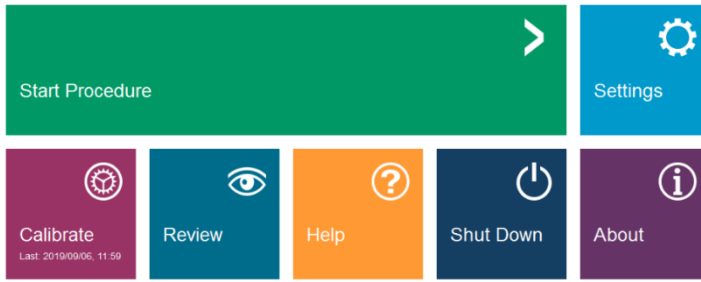 Start Procedure
Settings
Calibrate
Last: 2019/09/06, 11:59
Review
Help
Shut Down
About